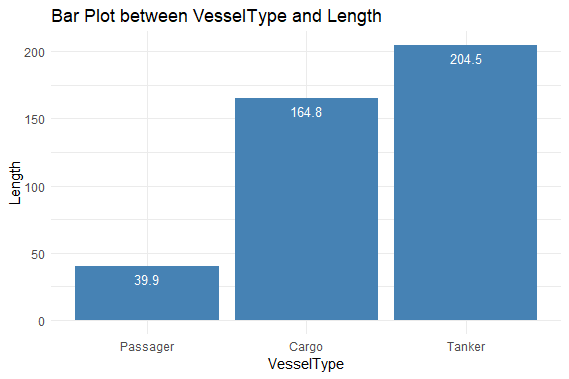 Bar Plot between VesselType and Length
Length
200
150
100
50
0
39.9
164.8
204.5
Passager
Cargo
Tanker
VesselType